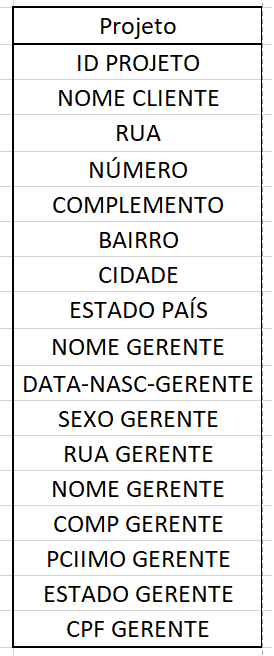 Projeto
ID PROJETO
NOME CLIENTE
RUA
NÚMERO
COMPLEMENTO
BAIRRO
CIDADE
ESTADO PAÍS
NOME GERENTE
DATA-NASC-GERENTE
SEXO GERENTE
RUA GERENTE
NOME GERENTE
COMP GERENTE
PCIIMO GERENTE
ESTADO GERENTE
CPF GERENTE